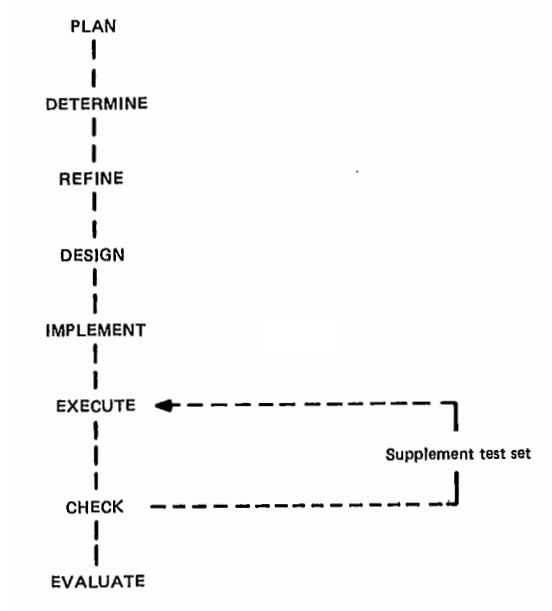 PLAN
DETERMINE
REFINE
DESIGN
IMPLEMENT
EXECUTE
Supplement test set
CHECK
EVALUATE